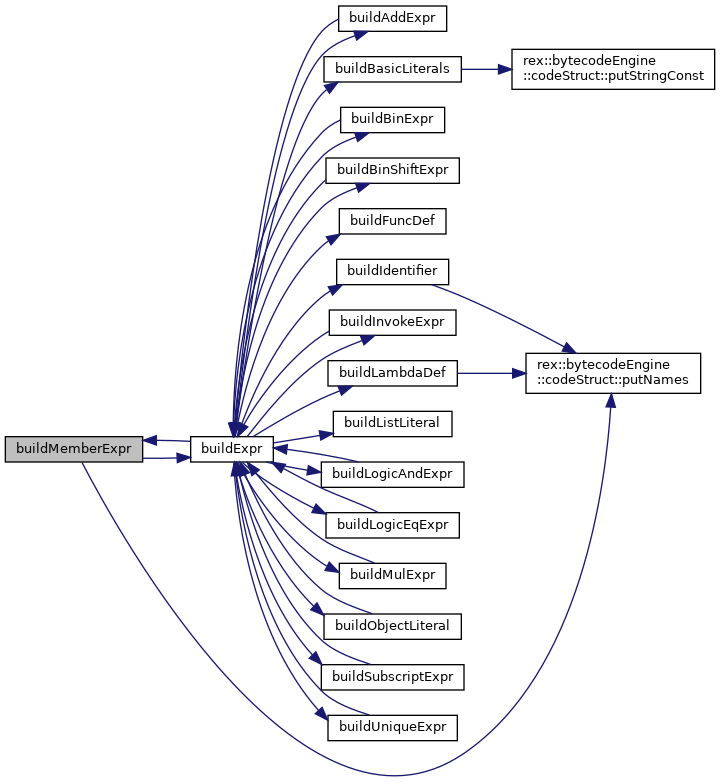 buildAddExpr
buildBasicLiterals
rex::bytecodeEngine
::codeStruct::putStringConst
buildBinExpr
buildBinShiftExpr
buildFuncDef
buildIdentifier
buildInvokeExpr
rex::bytecodeEngine
::codeStruct::putNames
buildLambdaDef
buildListLiteral
buildMemberExpr
buildExpr
buildLogicAndExpr
buildLogicEqExpr
buildMulExpr
buildObjectLiteral
buildSubscriptExpr
buildUniqueExpr